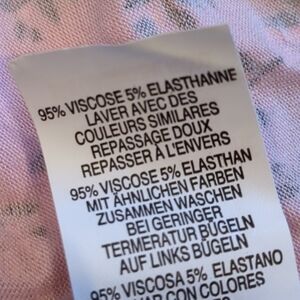 95% VISCOSE 5% ELASTHANNE
LAVER AVEC DES
COULEURS SIMILARES
REPASSAGE DOUX
REPASSER À L'ENVERS
95% VISCOSE 5% ELASTHAN
MIT ÄHNLICHEN FARBEN
ZUSAMMEN WASCHEN
BEI GERINGER
TERMERATUR BÜGELN
AUF LINKS BÜGELN
95% VISCOSA 5% ELASTANO
CON COLORES